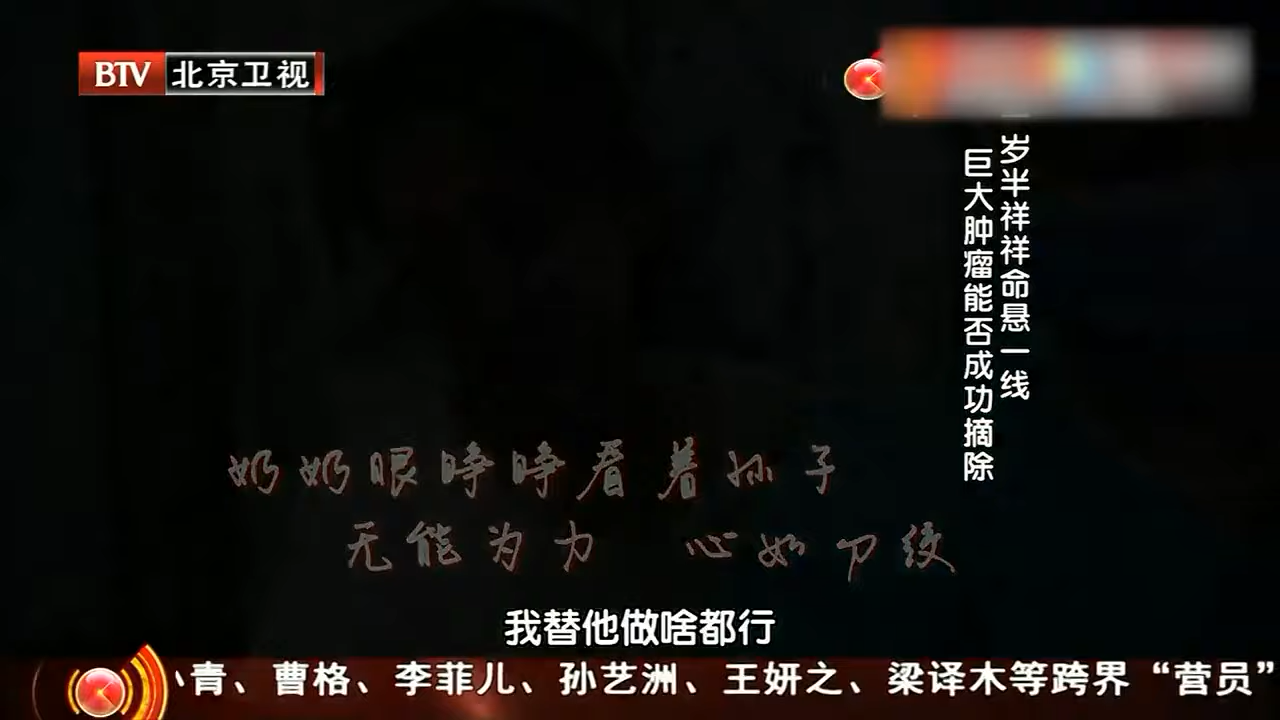 BTV 北京卫视
岁半祥祥命悬一线
巨大肿瘤能否成功摘除
奶奶眼睁睁看着孙子
无能为力 心如刀绞
我替他做啥都行
青、曹格、李菲儿、孙艺洲、王妍之、梁译木等跨界“营员”